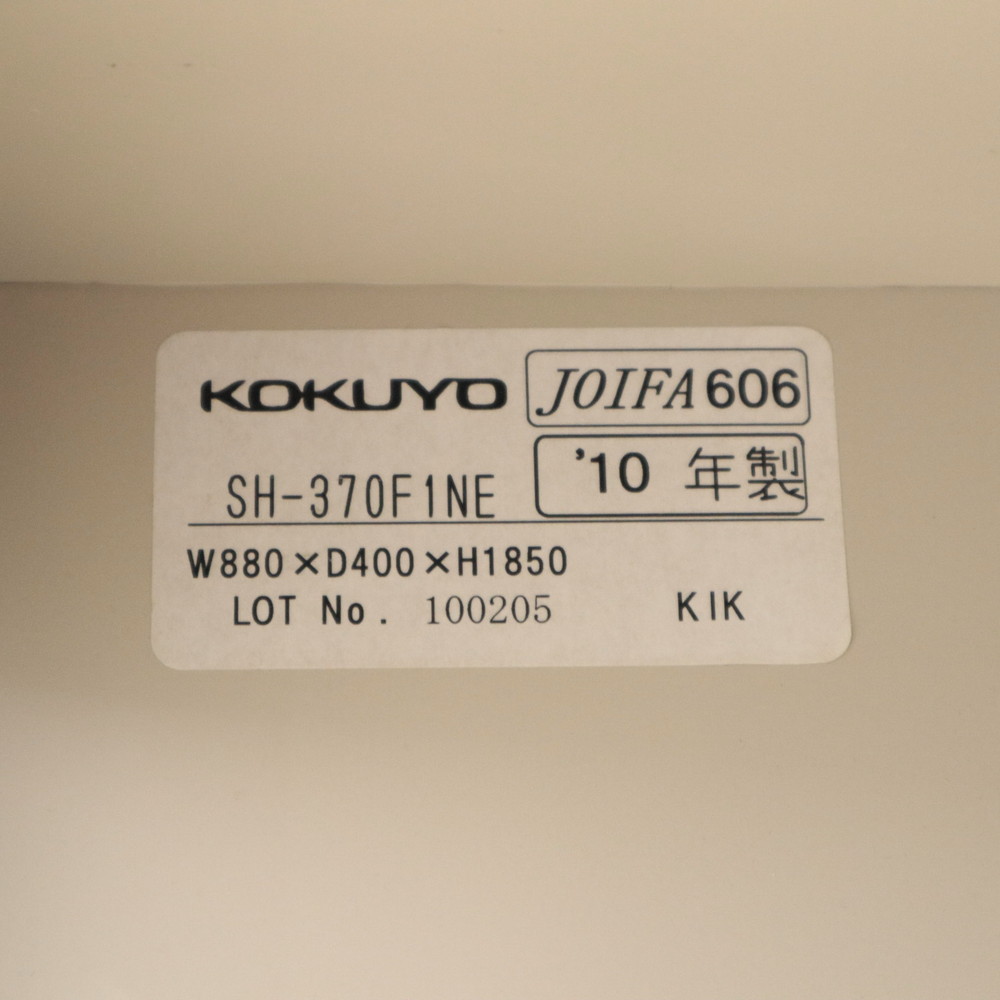 KOKUYO JOIFA606
SH-370F1NE '10 年製
W880×D400×H1850
LOT No. 100205 KIK